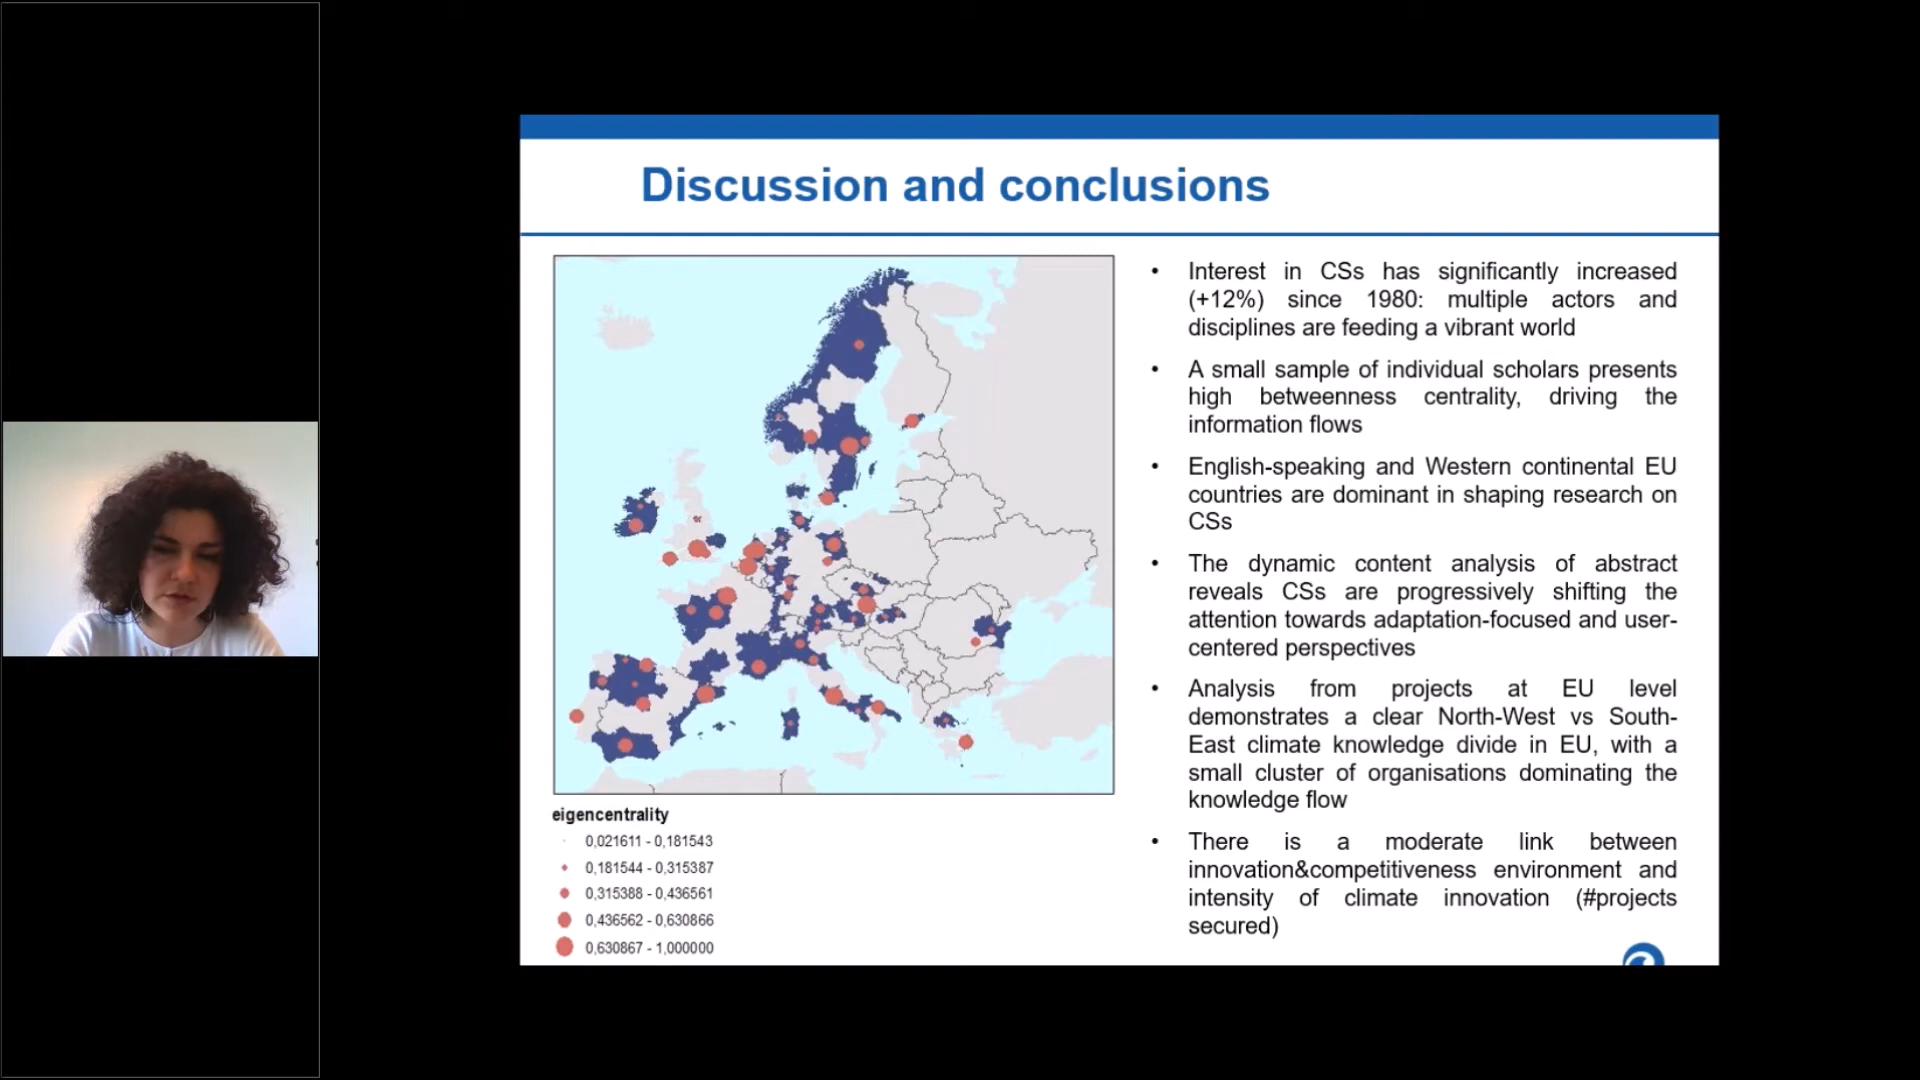 Discussion and conclusions
• Interest in CSs has significantly increased
(+12%) since 1980: multiple actors and
disciplines are feeding a vibrant world
• A small sample of individual scholars presents
high betweenness centrality, driving the
information flows
• English-speaking and Western continental EU
countries are dominant in shaping research on
CSs
• The dynamic content analysis of abstract
reveals CSs are progressively shifting the
attention towards adaptation-focused and user-
centered perspectives
• Analysis from projects at EU level
demonstrates a clear North-West vs South-
East climate knowledge divide in EU, with a
small cluster of organisations dominating the
knowledge flow
• There is a moderate link between
innovation&competitiveness environment and
intensity of climate innovation (#projects
secured)
eigencentrality
0,021611 - 0,181543
0,181544 - 0,315387
0,315388 - 0,436561
0,436562 - 0,630866
0,630867 - 1,000000